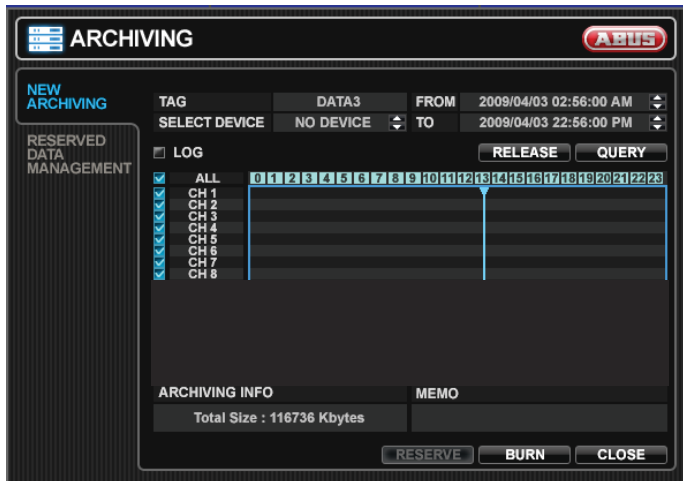 ARCHIVING
ABUS
NEW
ARCHIVING
RESERVED
DATA
MANAGEMENT
TAG DATA3 FROM 2009/04/03 02:56:00 AM
SELECT DEVICE NO DEVICE TO 2009/04/03 22:56:00 PM
LOG RELEASE QUERY
ALL 0 1 2 3 4 5 6 7 8 9 10 11 12 13 14 15 16 17 18 19 20 21 22 23
CH 1
CH 2
CH 3
CH 4
CH 5
CH 6
CH 7
CH 8
ARCHIVING INFO MEMO
Total Size : 116736 Kbytes
RESERVE BURN CLOSE